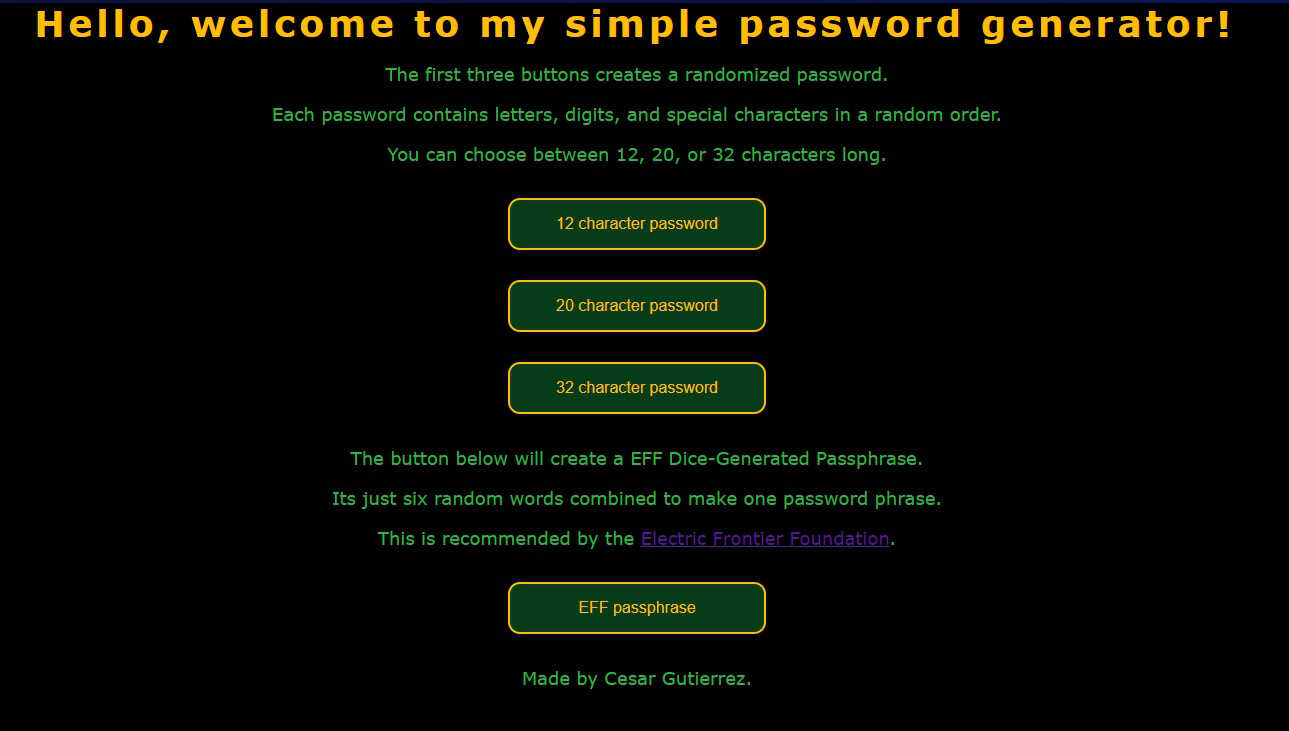 Hello, welcome to my simple password generator!
The first three buttons creates a randomized password.
Each password contains letters, digits, and special characters in a random order.
You can choose between 12, 20, or 32 characters long.
12 character password
20 character password
32 character password
The button below will create a EFF Dice-Generated Passphrase.
Its just six random words combined to make one password phrase.
This is recommended by the Electric Frontier Foundation.
EFF passphrase
Made by Cesar Gutierrez.